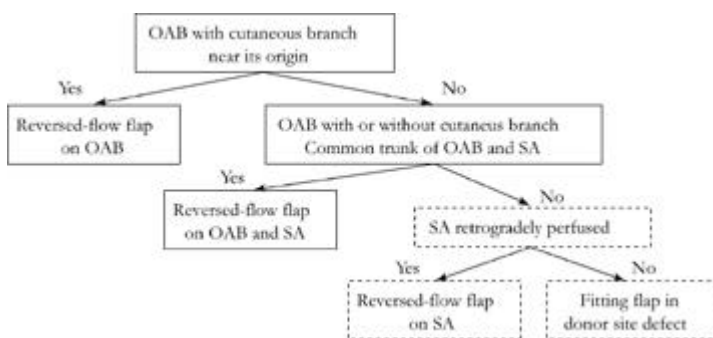 OAB with cutaneous branch
near its origin
Yes
No
Reversed-flow flap
on OAB
OAB with or without cutaneus branch
Common trunk of OAB and SA
Yes
No
Reversed-flow flap
on OAB and SA
SA retrogradely perfused
Yes
No
Reversed-flow flap
on SA
Fitting flap in
donor site defect